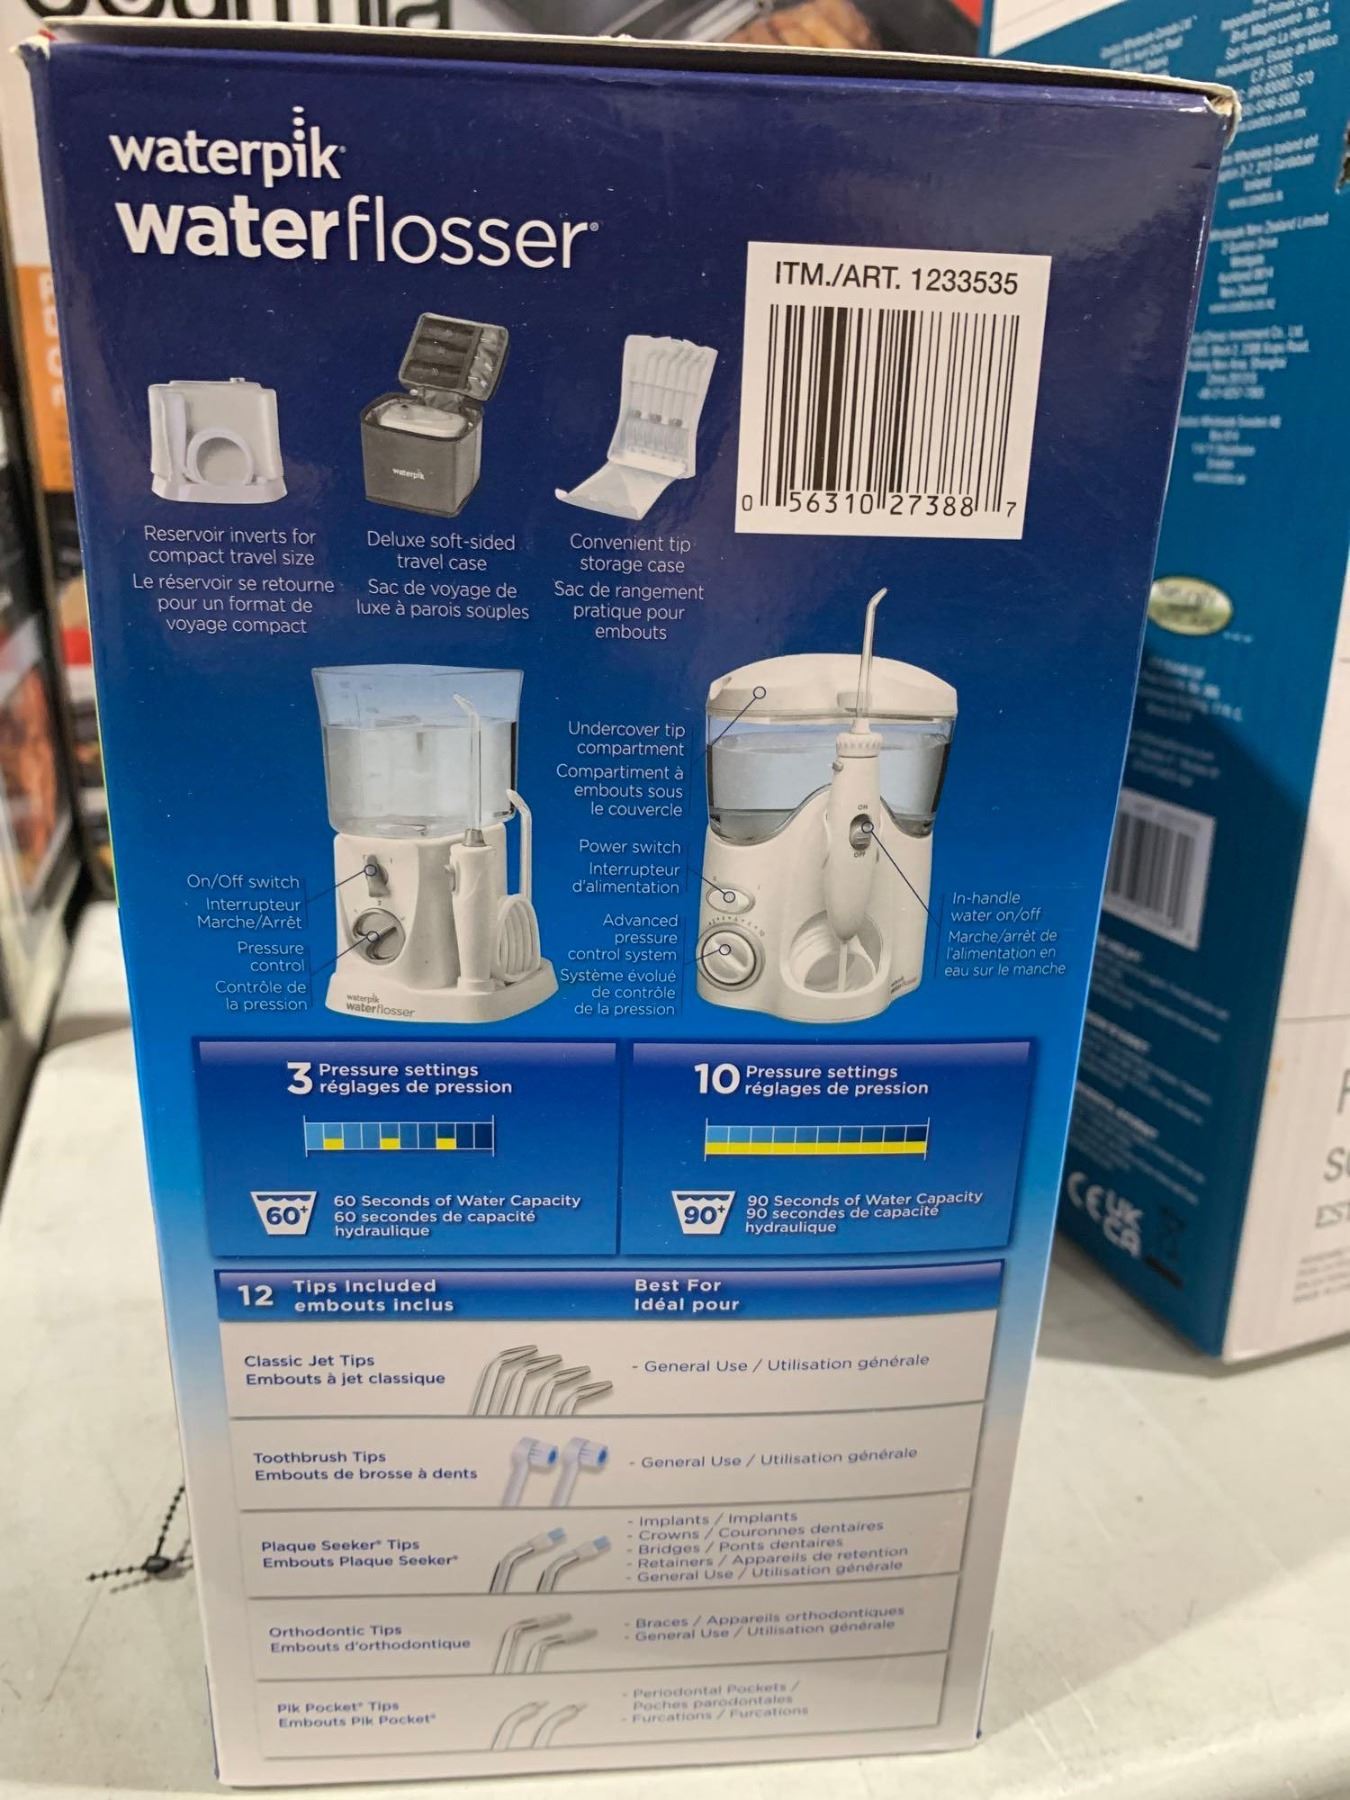 waterpik
waterflosser®
ITM./ART. 1233535
0 56310 27388 7
Reservoir inverts for
compact travel size
Le réservoir se retourne
pour un format de
voyage compact
waterpik
Deluxe soft-sided
travel case
Sac de voyage de
luxe à parois souples
Convenient tip
storage case
Sac de rangement
pratique pour
embouts
Undercover tip
compartment
Compartiment à
embouts sous
le couvercle
Power switch
Interrupteur
d'alimentation
Advanced
pressure
control system
Système évolué
de contrôle
de la pression
On/Off switch
Interrupteur
Marche/Arrêt
Pressure
control
Contrôle de
la pression
waterpik
waterflosser
ON
OFF
In-handle
water on/off
Marche/arrêt de
l'alimentation en
eau sur le manche
3 Pressure settings
réglages de pression
60+
60 Seconds of Water Capacity
60 secondes de capacité
hydraulique
10 Pressure settings
réglages de pression
90+
90 Seconds of Water Capacity
90 secondes de capacité
hydraulique
12 Tips Included
embouts inclus
Best For
Idéal pour
Classic Jet Tips
Embouts à jet classique
- General Use / Utilisation générale
Toothbrush Tips
Embouts de brosse à dents
- General Use / Utilisation générale
Plaque Seeker® Tips
Embouts Plaque Seeker®
- Implants / Implants
- Crowns / Couronnes dentaires
- Bridges / Ponts dentaires
- Retainers / Appareils de retention
- General Use / Utilisation générale
Orthodontic Tips
Embouts d'orthodontique
- Braces / Appareils orthodontiques
- General Use / Utilisation générale
Pik Pocket® Tips
Embouts Pik Pocket®
- Periodontal Pockets /
Poches parodontales
- Furcations / Furcations
CE UK
CA